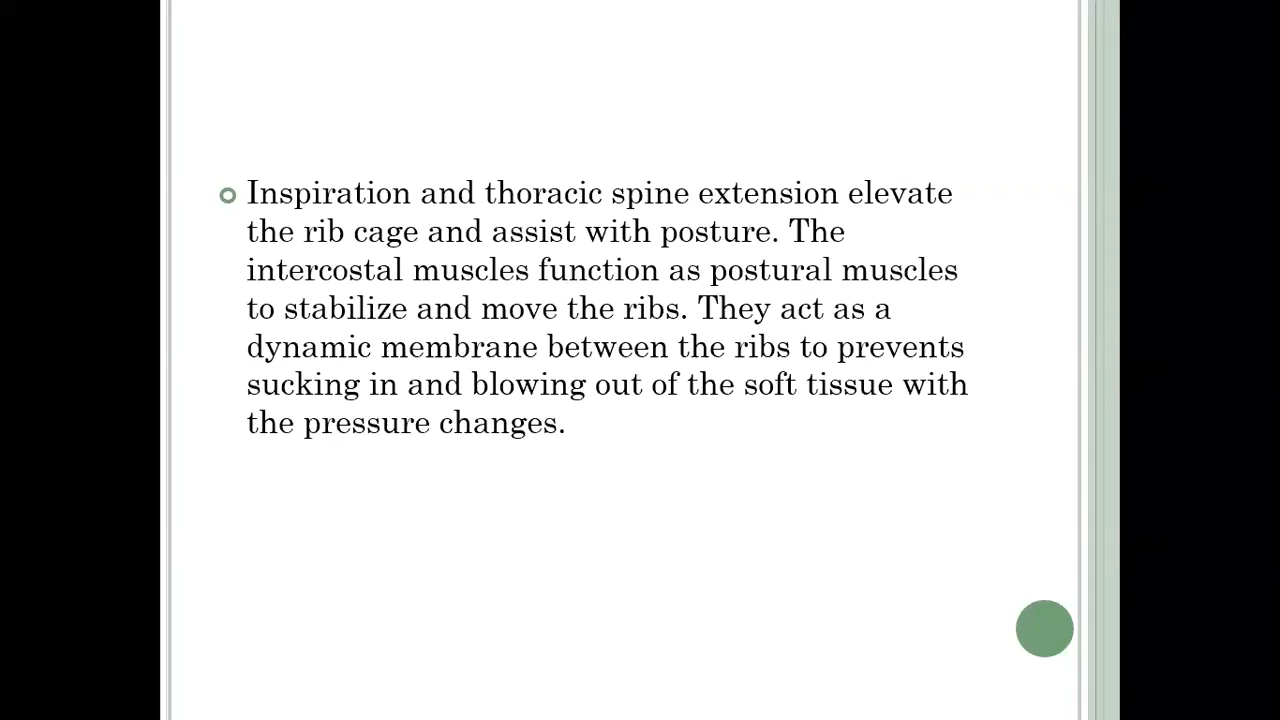 Inspiration and thoracic spine extension elevate
the rib cage and assist with posture. The
intercostal muscles function as postural muscles
to stabilize and move the ribs. They act as a
dynamic membrane between the ribs to prevents
sucking in and blowing out of the soft tissue with
the pressure changes.